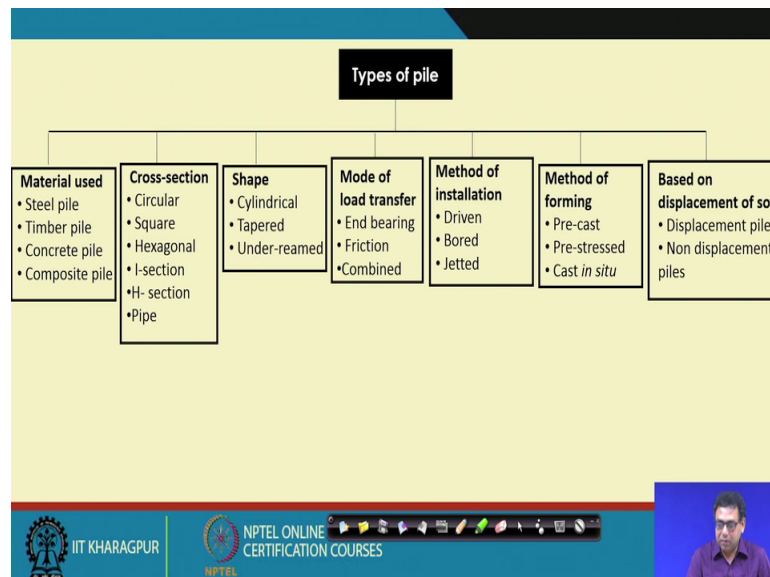 Types of pile
Material used
• Steel pile
• Timber pile
• Concrete pile
• Composite pile
Cross-section
• Circular
• Square
• Hexagonal
• I-section
•H- section
•Pipe
Shape
• Cylindrical
• Tapered
• Under-reamed
Mode of
load transfer
• End bearing
• Friction
•Combined
Method of
installation
• Driven
• Bored
• Jetted
Method of
forming
• Pre-cast
• Pre-stressed
• Cast in situ
Based on
displacement of so
• Displacement pile
• Non displacement
piles
IIT KHARAGPUR
NPTEL
NPTEL ONLINE
CERTIFICATION COURSES